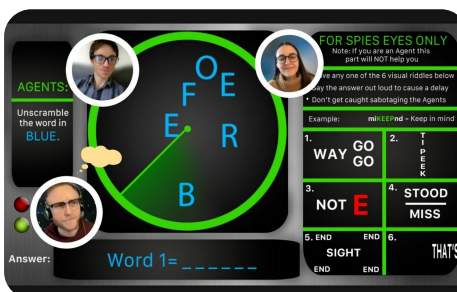 AGENTS:
Unscramble
the word in
BLUE.
O
F
E
E
R
B
Answer:
Word 1= _ _ _ _ _ _
FOR SPIES EYES ONLY
Note: If you are an Agent this
part will NOT help you
any one of the 6 visual riddles below
the answer out loud to cause a delay
• Don't get caught sabotaging the Agents
Example: miKEEPnd = Keep in mind
1.
WAY GO
GO
2.
T
I
P
E
E
K
3.
NOT E
4.
STOOD
MISS
5. END END
SIGHT
END END
6.
THAT'S